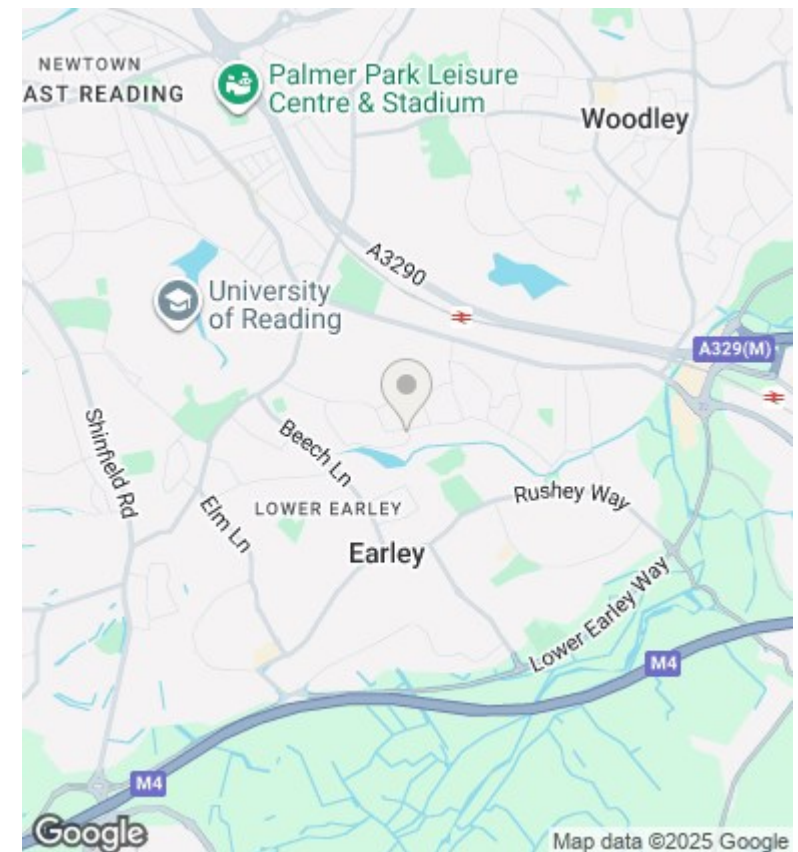 NEWTOWN
AST READING
Palmer Park Leisure
Centre & Stadium
Woodley
A3290
University
of Reading
A329(M)
Shinfield Rd
Beech Ln
Elm Ln
LOWER EARLEY
Rushey Way
Earley
Lower Earley Way
M4
M4
Google
Map data ©2025 Google